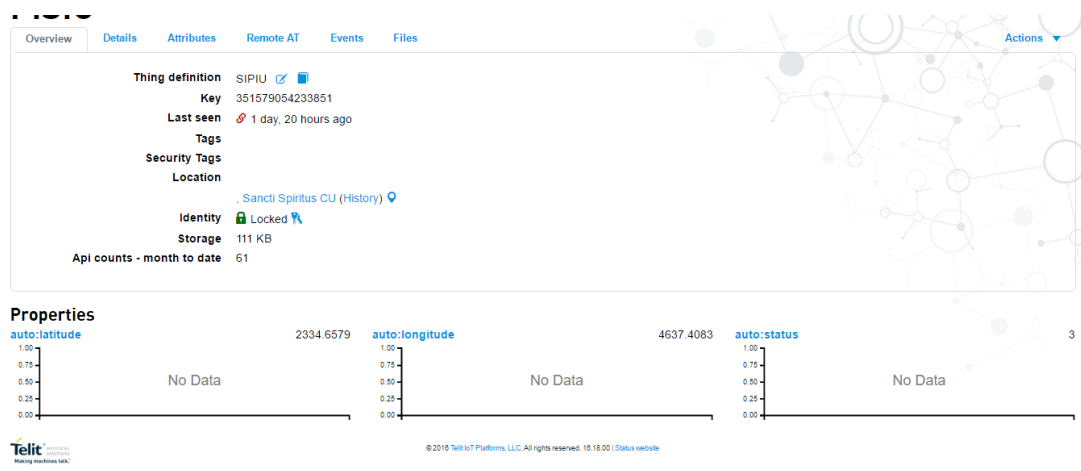 Overview Details Attributes Remote AT Events Files Actions
Thing definition SIPIU
Key 351579054233851
Last seen 1 day, 20 hours ago
Tags
Security Tags
Location
, Sancti Spiritus CU (History)
Identity Locked
Storage 111 KB
Api counts - month to date 61
Properties
auto:latitude 2334.6579 auto:longitude 4637.4083 auto:status 3
1.00 1.00 1.00
0.75 0.75 0.75
0.50 No Data 0.50 No Data 0.50 No Data
0.25 0.25 0.25
0.00 0.00 0.00
Telit wireless solutions
Making machines talk.
© 2016 Telit IoT Platforms, LLC. All rights reserved. 16.18.00 | Status website